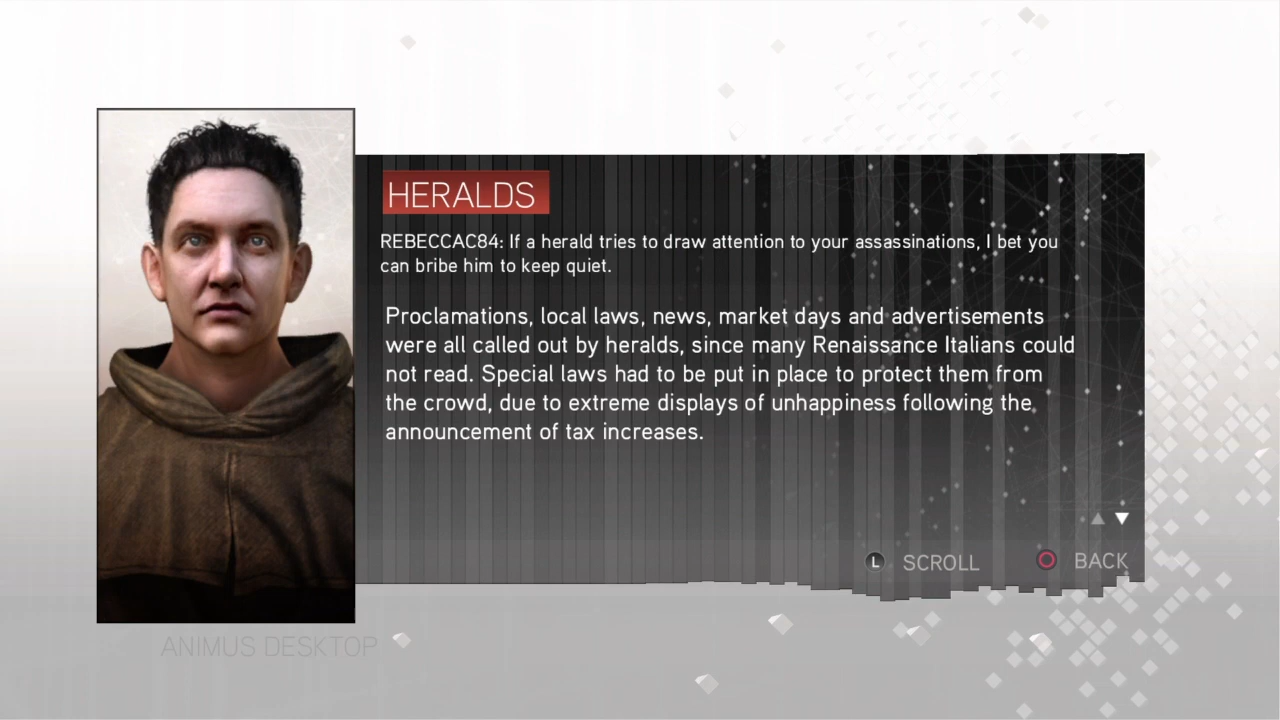 HERALDS
REBECCAC84: If a herald tries to draw attention to your assassinations, I bet you
can bribe him to keep quiet.
Proclamations, local laws, news, market days and advertisements
were all called out by heralds, since many Renaissance Italians could
not read. Special laws had to be put in place to protect them from
the crowd, due to extreme displays of unhappiness following the
announcement of tax increases.
L SCROLL BACK
ANIMUS DESKTOP